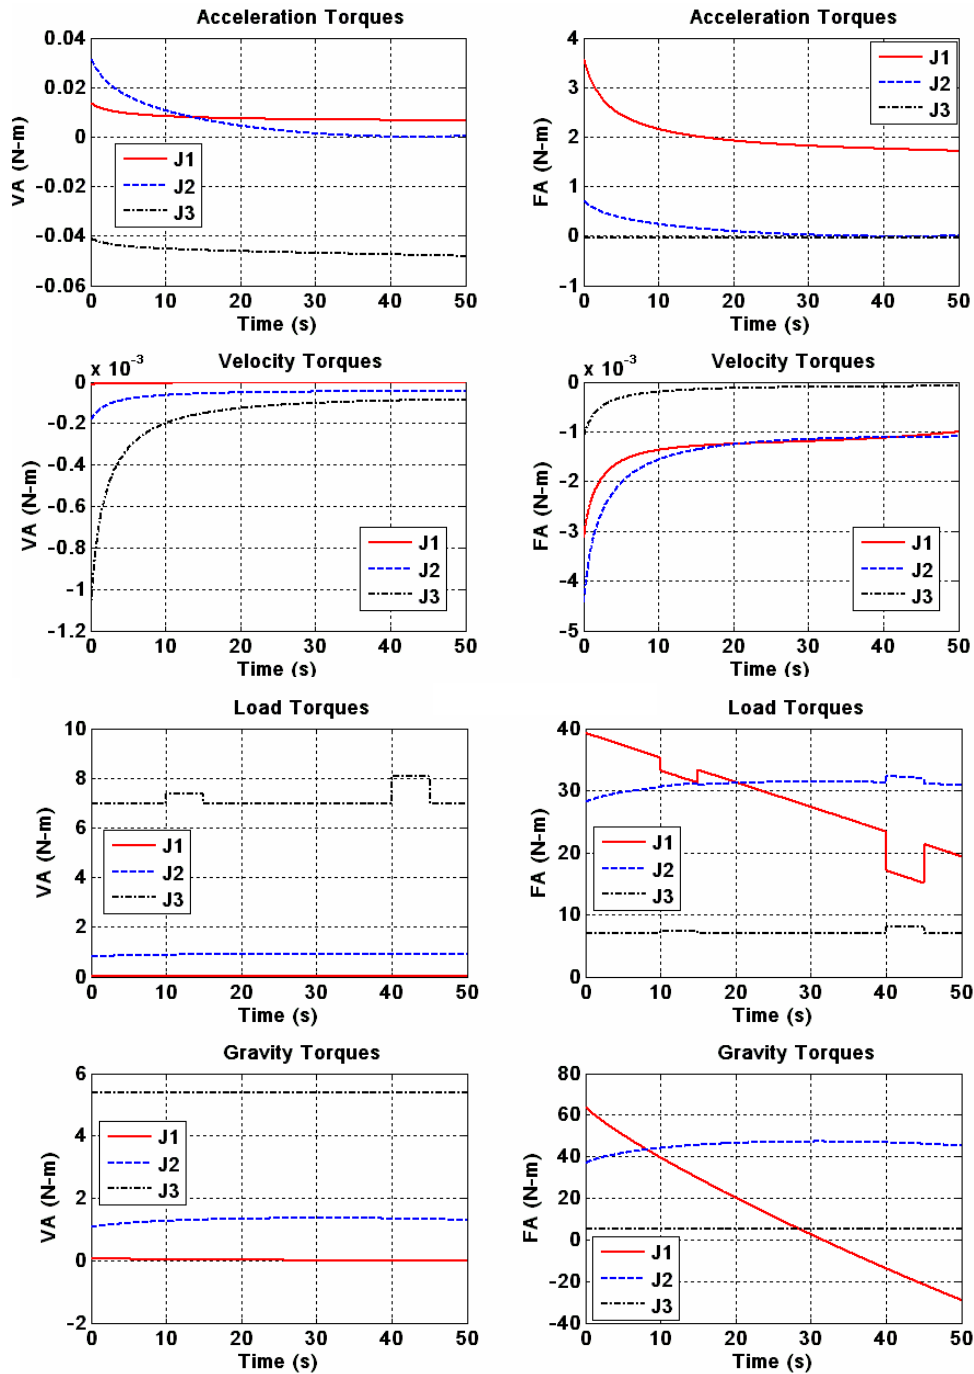 Acceleration Torques
0.04
0.02
0
-0.02
-0.04
-0.06
VA (N-m)
J1
J2
J3
0 10 20 30 40 50
Time (s)
Acceleration Torques
4
3
2
1
0
-1
FA (N-m)
J1
J2
J3
0 10 20 30 40 50
Time (s)
x 10^-3
Velocity Torques
0
-0.2
-0.4
-0.6
-0.8
-1
-1.2
VA (N-m)
J1
J2
J3
0 10 20 30 40 50
Time (s)
x 10^-3
Velocity Torques
0
-1
-2
-3
-4
-5
FA (N-m)
J1
J2
J3
0 10 20 30 40 50
Time (s)
Load Torques
10
8
6
4
2
0
VA (N-m)
J1
J2
J3
0 10 20 30 40 50
Time (s)
Load Torques
40
30
20
10
0
FA (N-m)
J1
J2
J3
0 10 20 30 40 50
Time (s)
Gravity Torques
6
4
2
0
-2
VA (N-m)
J1
J2
J3
0 10 20 30 40 50
Time (s)
Gravity Torques
80
60
40
20
0
-20
-40
FA (N-m)
J1
J2
J3
0 10 20 30 40 50
Time (s)